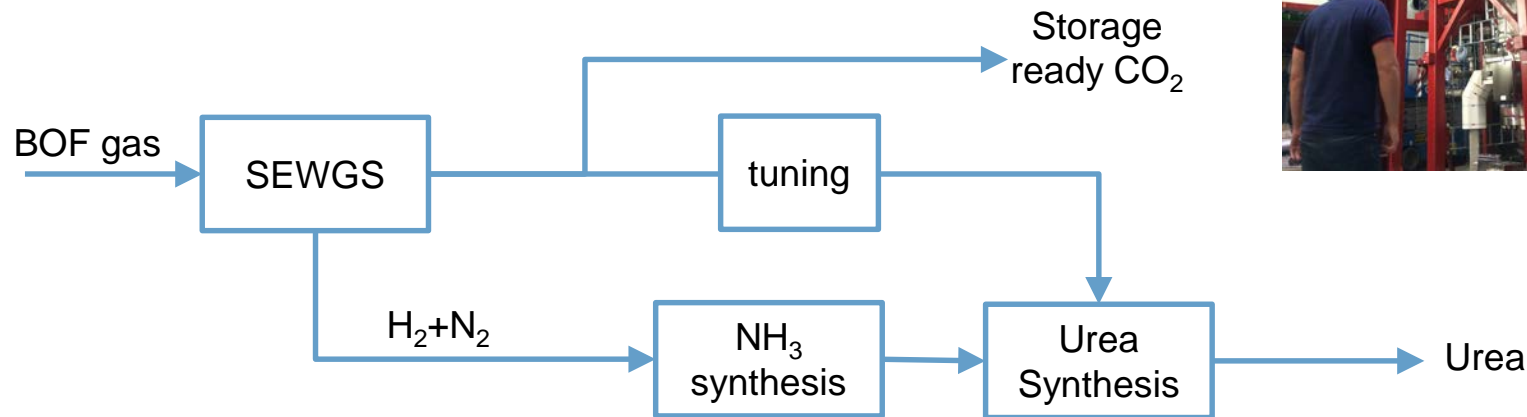 Storage
ready CO₂
BOF gas
SEWGS
tuning
H₂+N₂
NH₃
synthesis
Urea
Synthesis
Urea